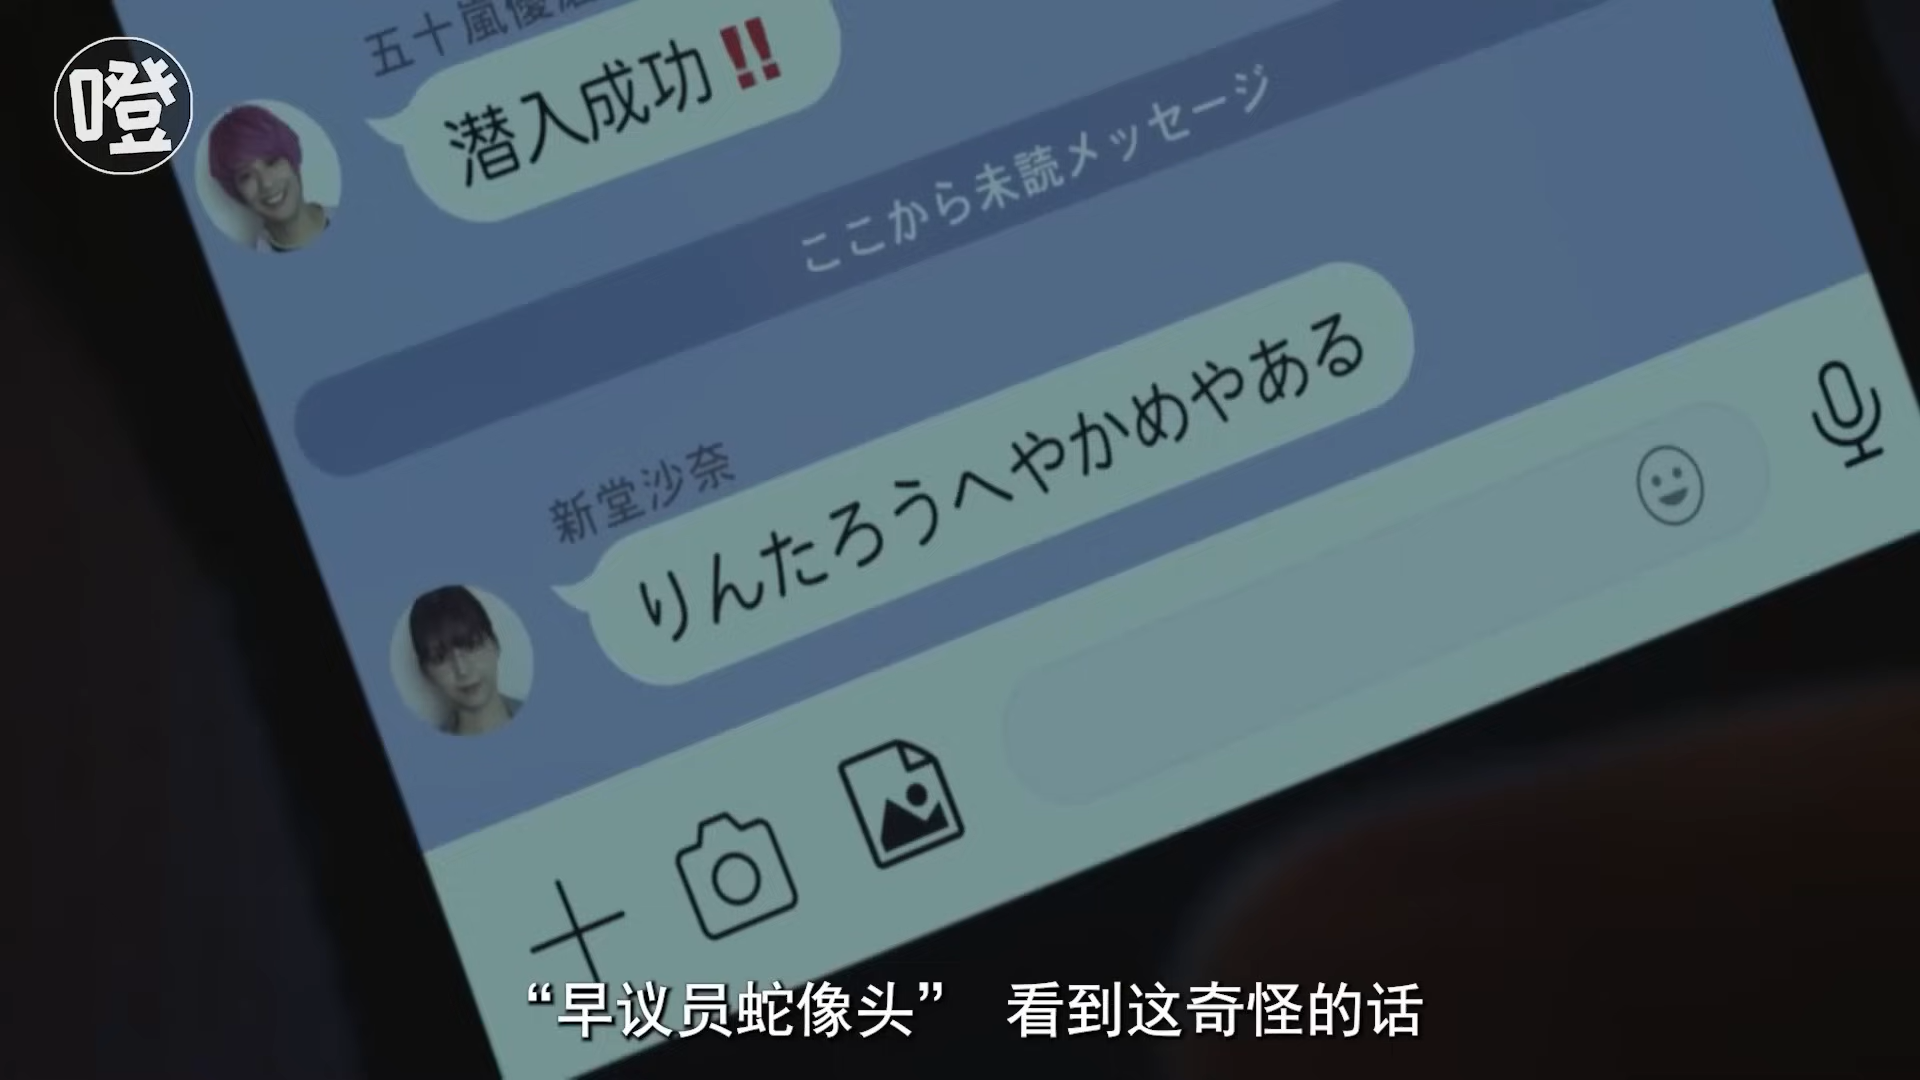 噔
五十嵐優
潜入成功‼
ここから未読メッセージ
新堂沙奈
りんたろうへやかめやある
“早议员蛇像头” 看到这奇怪的话